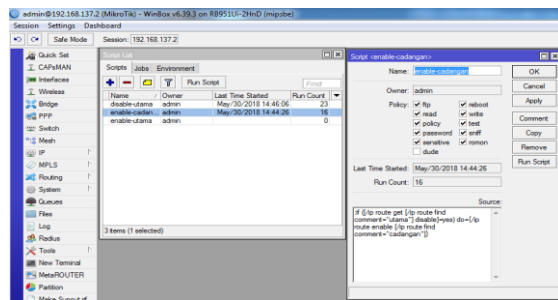 admin@192.168.137.2 (MikroTik) - WinBox v6.39.3 on RB951Ui-2HnD (mipsbe)
Session Settings Dashboard
Safe Mode Session: 192.168.137.2
Quick Set
CAPsMAN
Interfaces
Wireless
Bridge
PPP
Switch
Mesh
IP
MPLS
Routing
System
Queues
Files
Log
Radius
Tools
New Terminal
MetaROUTER
Partition
Make Supout.rif
Script List
Scripts Jobs Environment
Run Script Find
Name Owner Last Time Started Run Count
disable-utama admin May/30/2018 14:46:06 23
enable-cadan... admin May/30/2018 14:44:26 16
enable-utama admin 0
3 items (1 selected)
Script <enable-cadangan>
Name: enable-cadangan
Owner: admin
Policy: ftp reboot
read write
policy test
password sniff
sensitive romon
dude
Last Time Started: May/30/2018 14:44:26
Run Count: 16
Source:
:if ([/ip route get [/ip route find
comment="utama"] disable]=yes) do={/ip
route enable [/ip route find
comment="cadangan"]}
OK
Cancel
Apply
Comment
Copy
Remove
Run Script